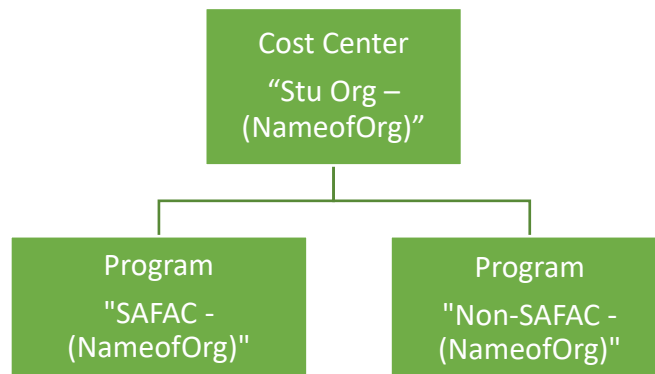 Cost Center
“Stu Org –
(NameofOrg)”
Program
"SAFAC -
(NameofOrg)"
Program
"Non-SAFAC -
(NameofOrg)"